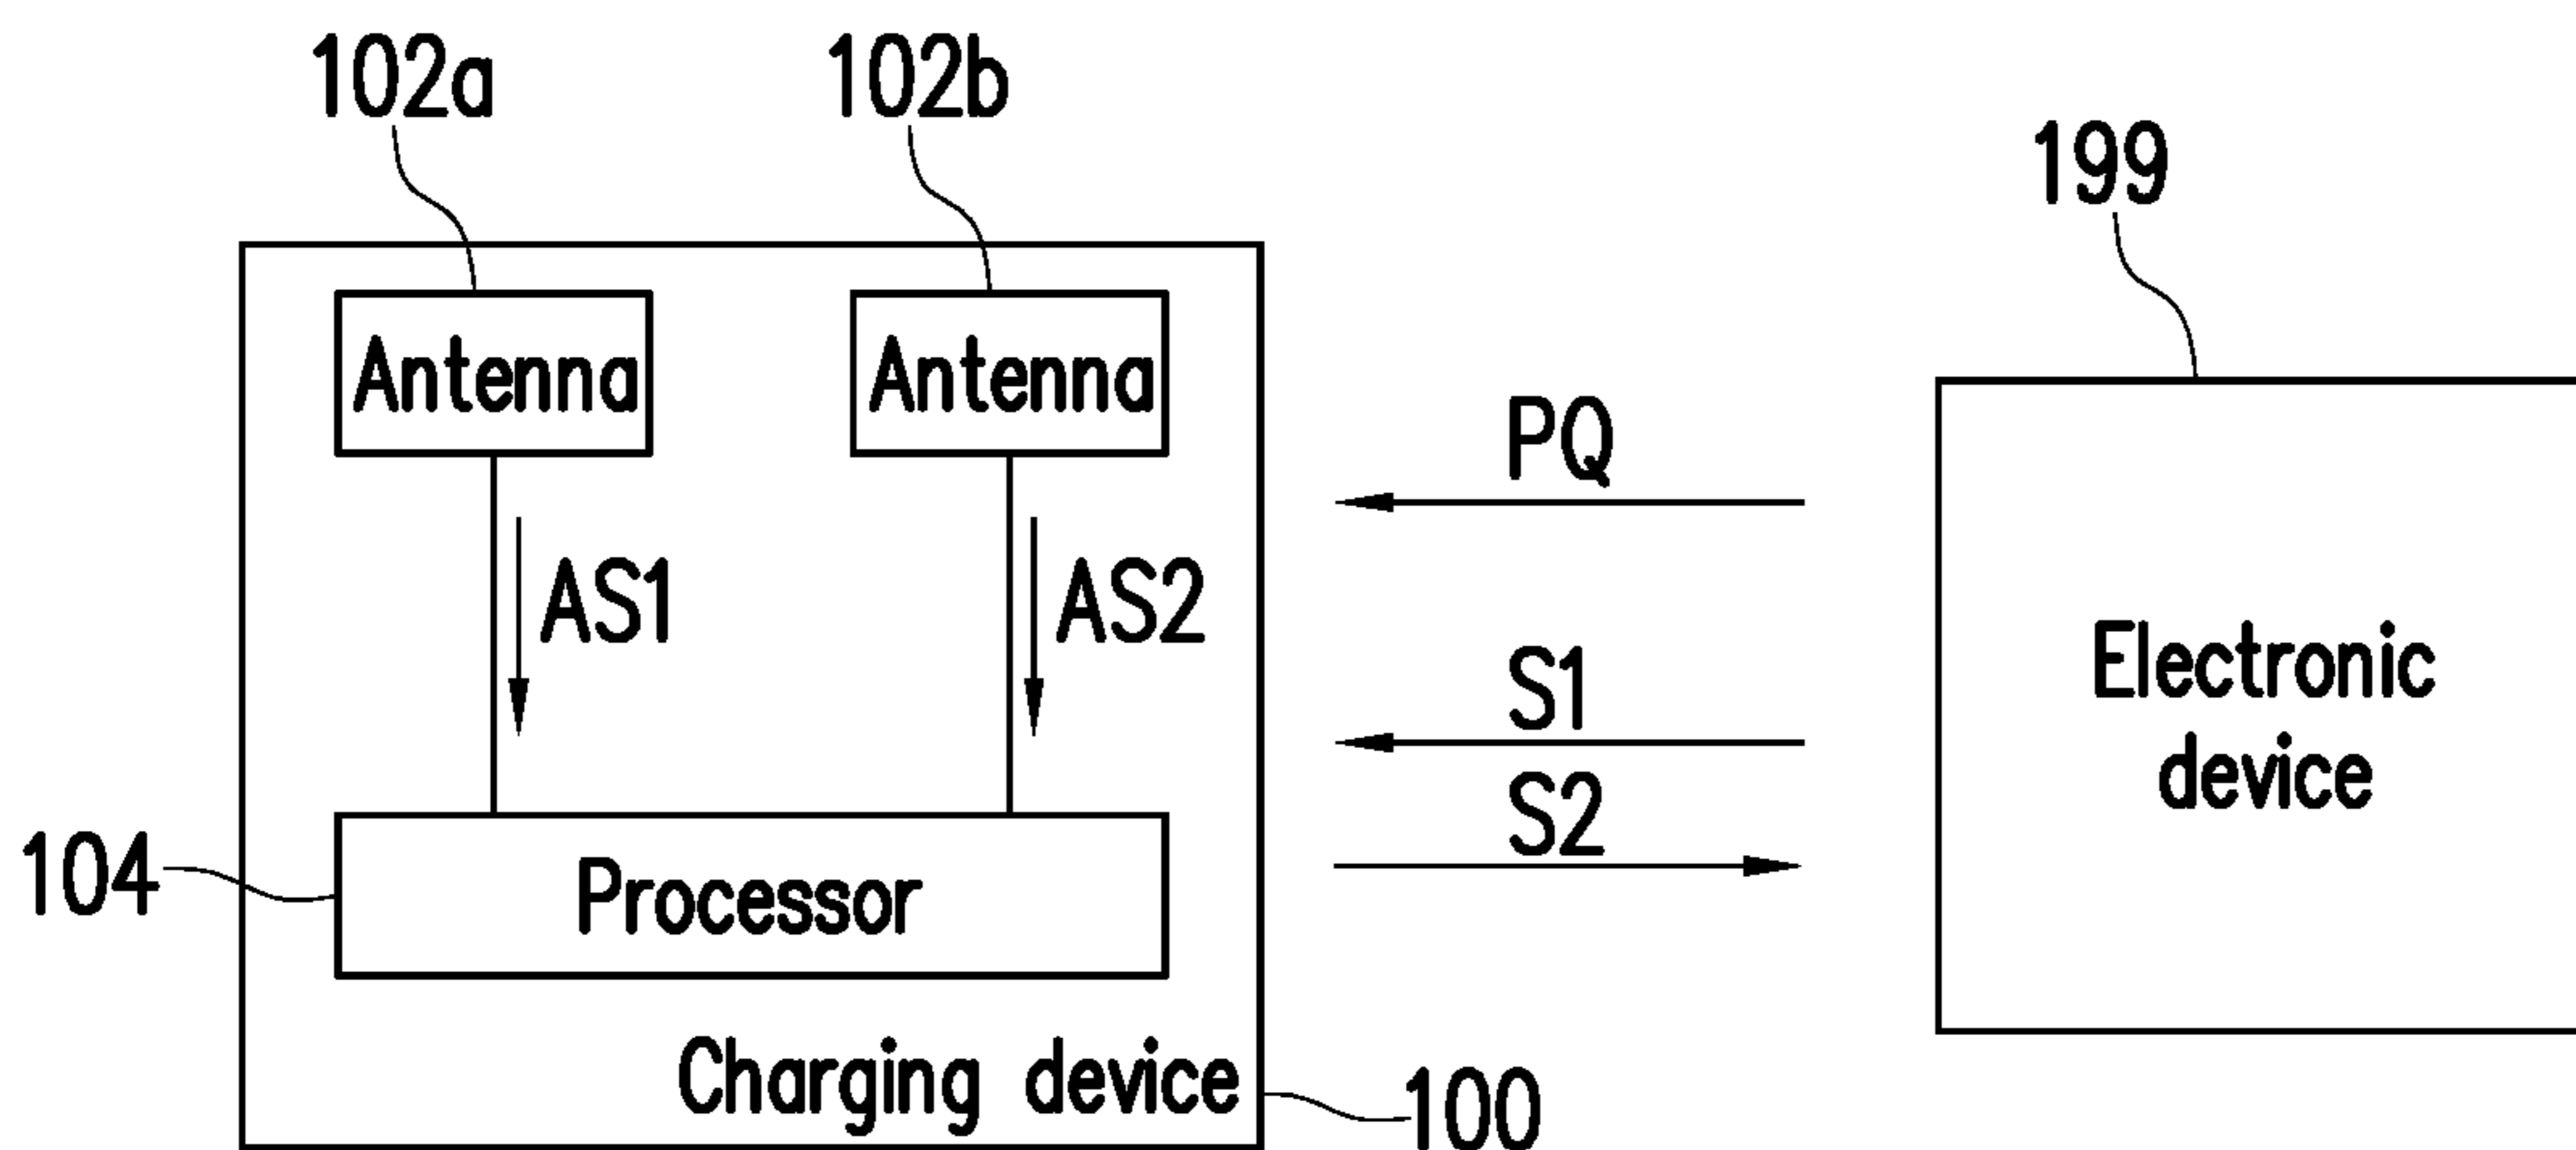 102a
102b
199
Antenna
Antenna
PQ
AS1
AS2
S1
Electronic
device
S2
104
Processor
Charging device
100